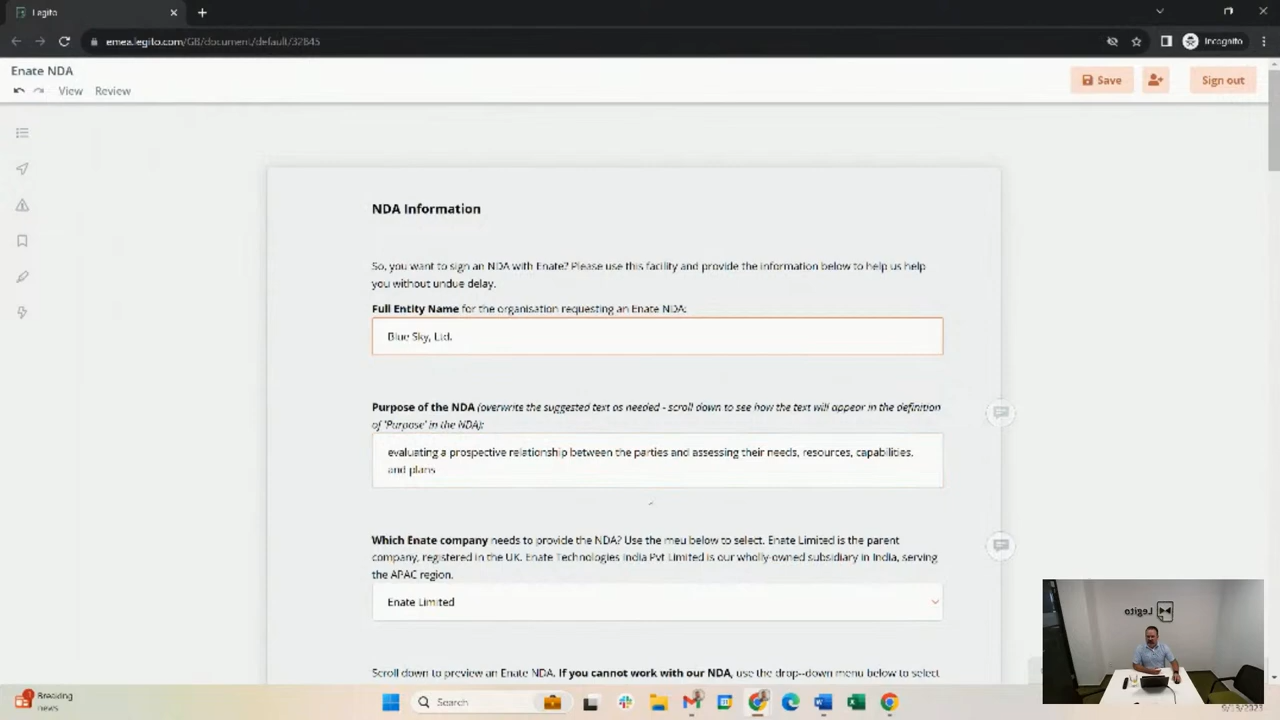 Legito
emea.legito.com/GB/document/default/37845
Incognito
Enate NDA
View
Review
Save
Sign out
NDA Information
So, you want to sign an NDA with Enate? Please use this facility and provide the information below to help us help
you without undue delay.
Full Entity Name for the organisation requesting an Enate NDA:
Blue Sky, Ltd.
Purpose of the NDA (overwrite the suggested text as needed - scroll down to see how the text will appear in the definition
of 'Purpose' in the NDA):
evaluating a prospective relationship between the parties and assessing their needs, resources, capabilities,
and plans
Which Enate company needs to provide the NDA? Use the meu below to select. Enate Limited is the parent
company, registered in the UK. Enate Technologies India Pvt Limited is our wholly-owned subsidiary in India, serving
the APAC region.
Enate Limited
Scroll down to preview an Enate NDA. If you cannot work with our NDA, use the drop--down menu below to select
Legito
Breaking
news
Search